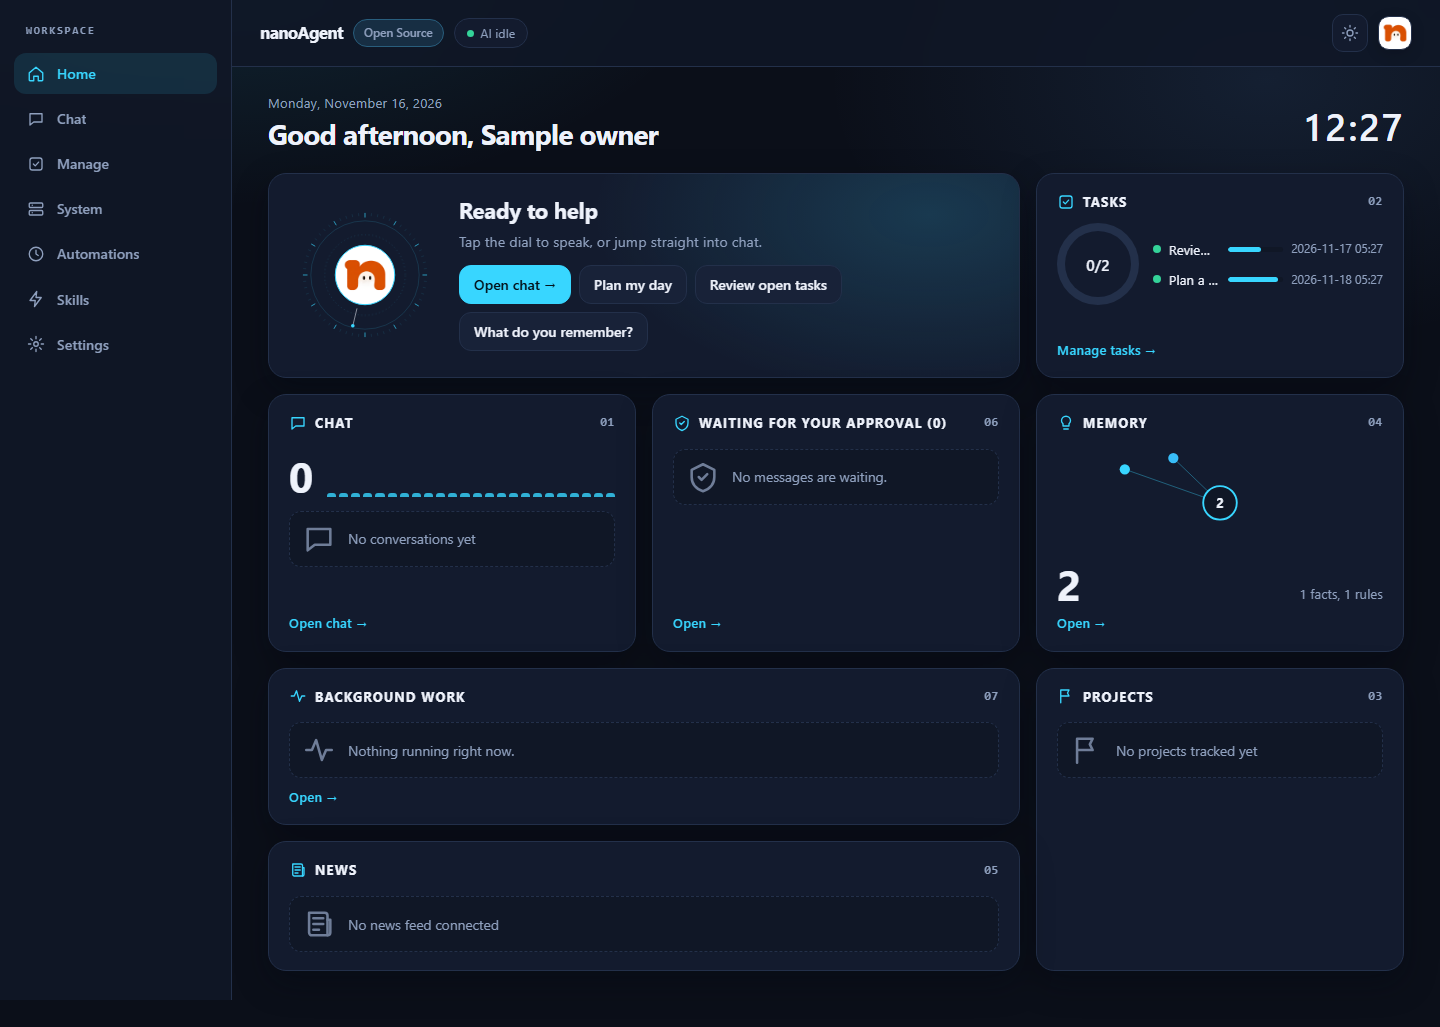 WORKSPACE
Home
Chat
Manage
System
Automations
Skills
Settings
nanoAgent
Open Source
AI idle
Monday, November 16, 2026
Good afternoon, Sample owner
12:27
Ready to help
Tap the dial to speak, or jump straight into chat.
Open chat →
Plan my day
Review open tasks
What do you remember?
TASKS
02
0/2
Revie...
2026-11-17 05:27
Plan a ...
2026-11-18 05:27
Manage tasks →
CHAT
01
0
No conversations yet
Open chat →
WAITING FOR YOUR APPROVAL (0)
06
No messages are waiting.
Open →
MEMORY
04
2
2
1 facts, 1 rules
Open →
BACKGROUND WORK
07
Nothing running right now.
Open →
PROJECTS
03
No projects tracked yet
NEWS
05
No news feed connected